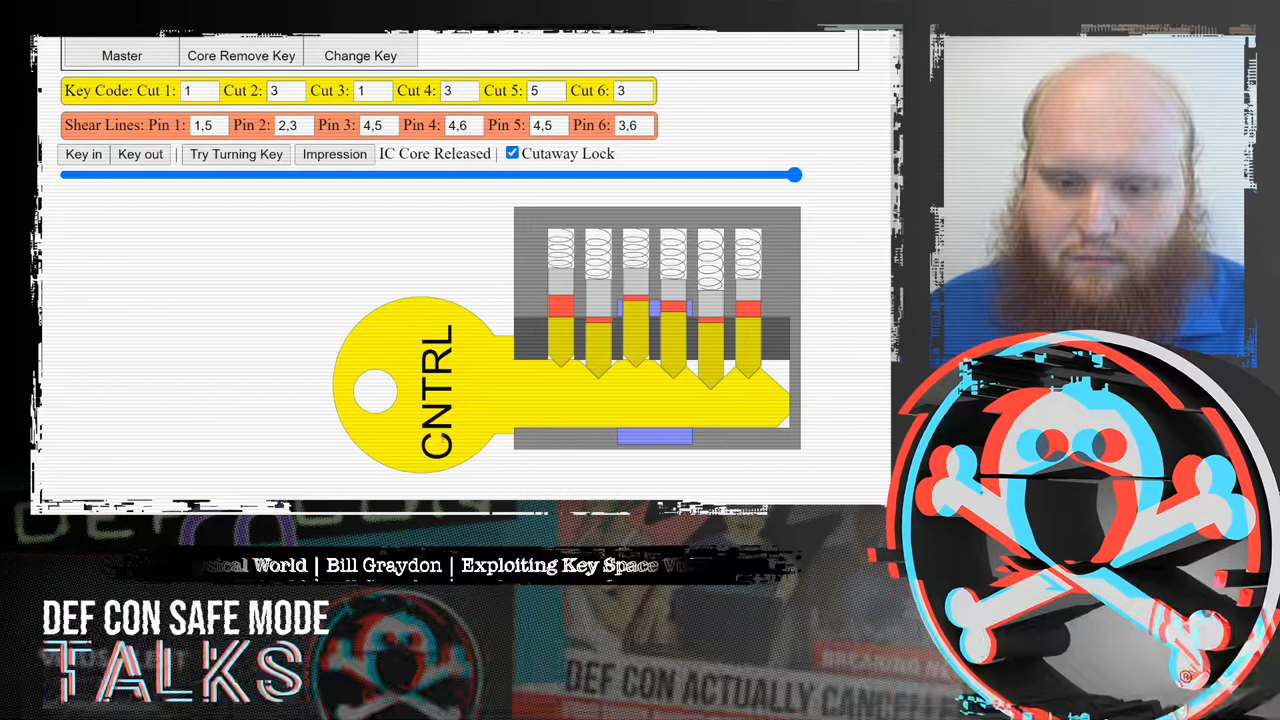 Master Core Remove Key Change Key
Key Code: Cut 1: 1 Cut 2: 3 Cut 3: 1 Cut 4: 3 Cut 5: 5 Cut 6: 3
Shear Lines: Pin 1: 1,5 Pin 2: 2,3 Pin 3: 4,5 Pin 4: 4,6 Pin 5: 4,5 Pin 6: 3,6
Key in Key out | Try Turning Key Impression IC Core Released | Cutaway Lock
CNTRL
World | Bill Graydon | Exploiting Key Space
DEF CON SAFE MODE
TALKS
DEF CON
DEF CON ACTUALLY
®